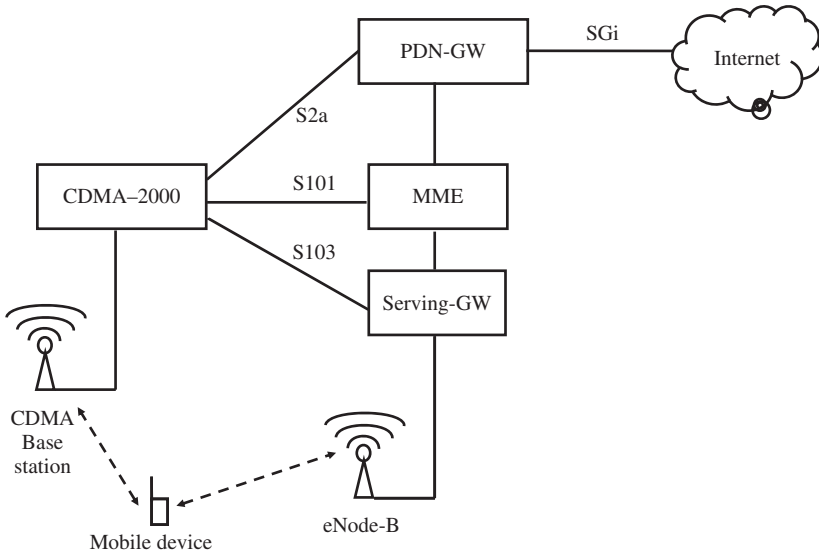 SGi
PDN-GW
Internet
S2a
S101
CDMA–2000
MME
S103
Serving-GW
CDMA
Base
station
eNode-B
Mobile device